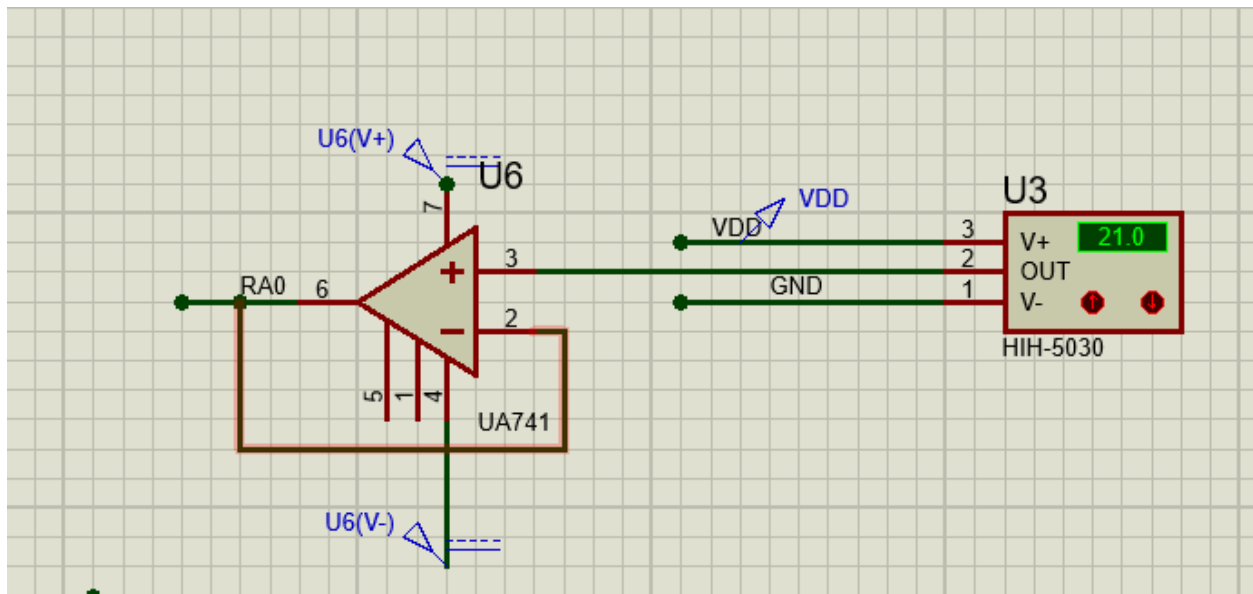 U6(V+)
U6
7
VDD
VDD
U3
3
V+
21.0
3
2
OUT
RA0
6
GND
1
V-
2
HIH-5030
5
1
4
UA741
U6(V-)